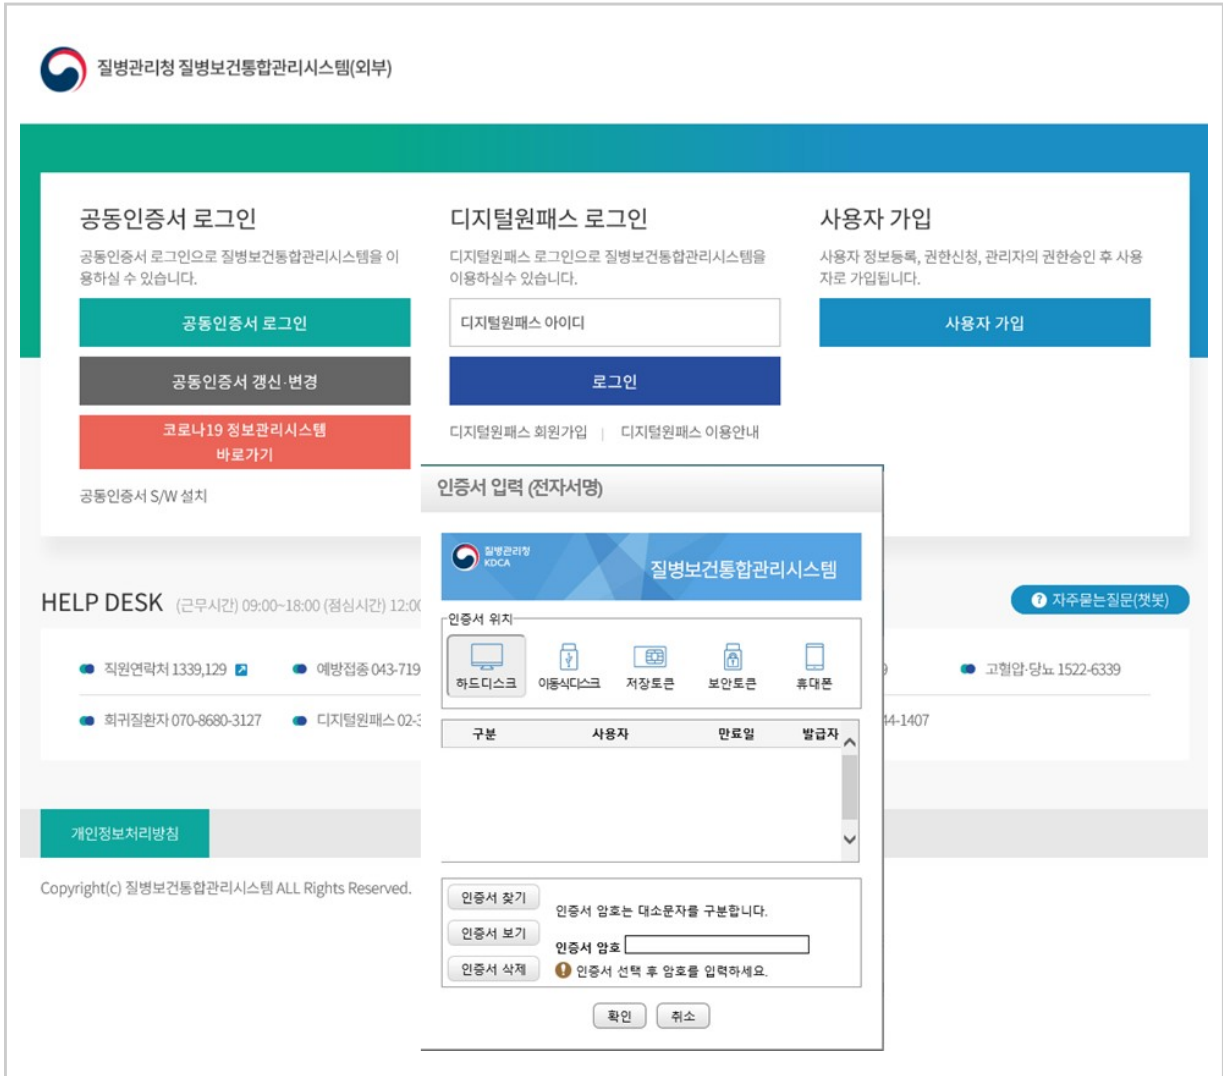 질병관리청 질병보건통합관리시스템(외부)
공동인증서 로그인
공동인증서 로그인으로 질병보건통합관리시스템을 이
용하실 수 있습니다.
공동인증서 로그인
공동인증서 갱신·변경
코로나19 정보관리시스템
바로가기
공동인증서 S/W 설치
디지털원패스 로그인
디지털원패스 로그인으로 질병보건통합관리시스템을
이용하실수 있습니다.
디지털원패스 아이디
로그인
디지털원패스 회원가입 | 디지털원패스 이용안내
사용자 가입
사용자 정보등록, 권한신청, 관리자의 권한승인 후 사용
자로 가입됩니다.
사용자 가입
HELP DESK (근무시간) 09:00~18:00 (점심시간) 12:00
자주묻는질문(챗봇)
직원연락처 1339,129 예방접종 043-719 고혈압·당뇨 1522-6339
희귀질환자 070-8680-3127 디지털원패스 02-3 44-1407
개인정보처리방침
Copyright(c) 질병보건통합관리시스템 ALL Rights Reserved.
인증서 입력 (전자서명)
질병관리청
KDCA
질병보건통합관리시스템
인증서 위치
하드디스크 이동식디스크 저장토큰 보안토큰 휴대폰
구분 사용자 만료일 발급자
인증서 찾기
인증서 암호는 대소문자를 구분합니다.
인증서 보기
인증서 암호
인증서 삭제
인증서 선택 후 암호를 입력하세요.
확인 취소